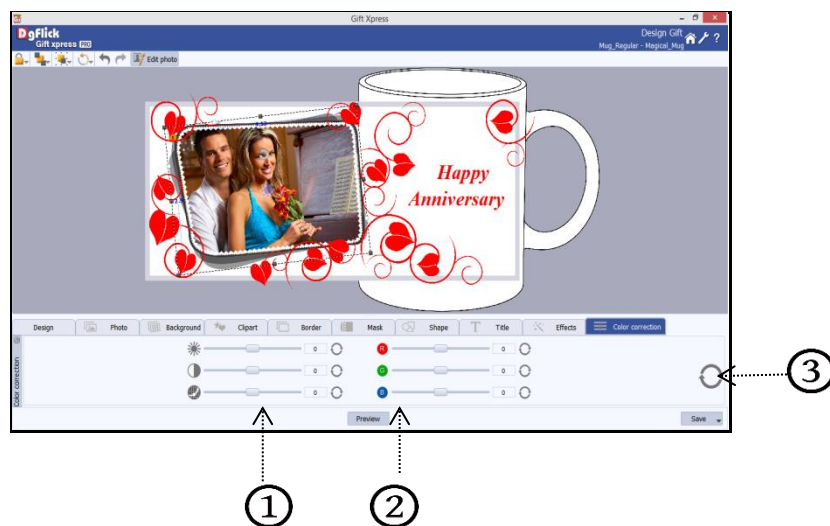 Gift Xpress
DgFlick
Gift xpress PRO
Design Gift
Mug_Regular - Magical_Mug
?
Edit photo
Happy
Anniversary
Design Photo Background Clipart Border Mask Shape Title Effects Color correction
Color correction
0 R 0
0 G 0
0 B 0
Preview Save
1 2 3